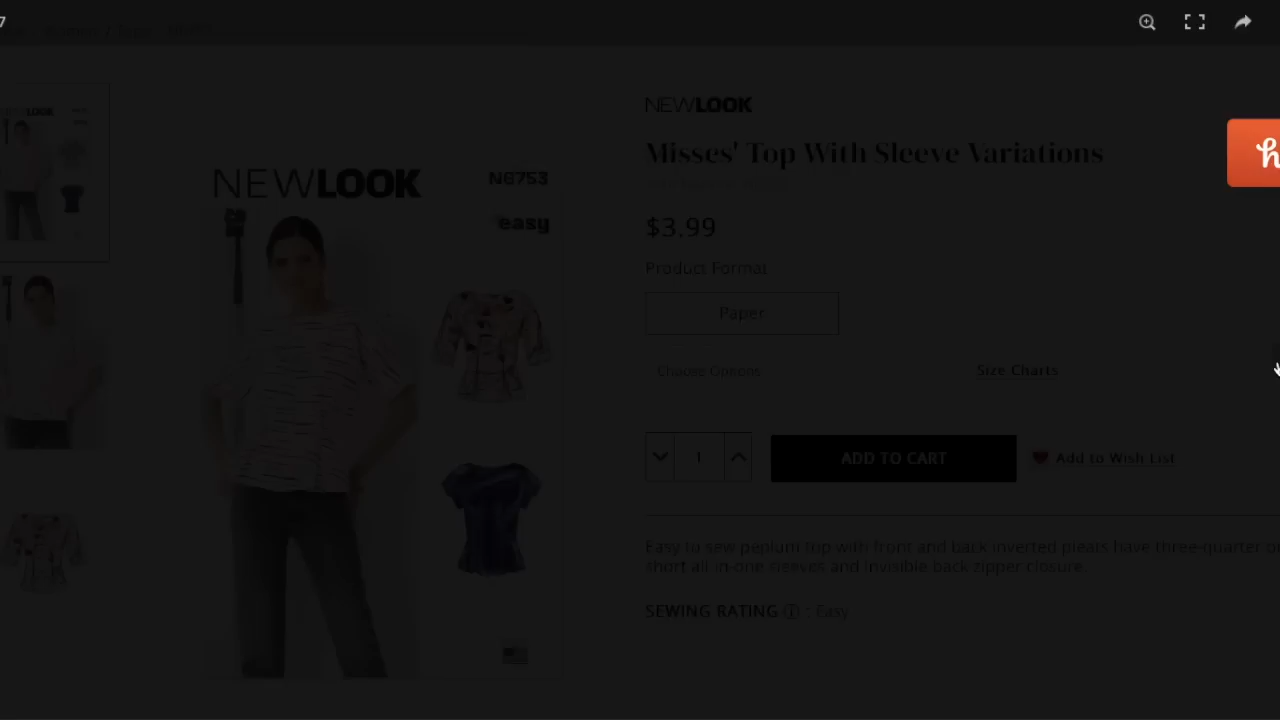 7
NEWLOOK
NEWLOOK
Misses' Top With Sleeve Variations
NEWLOOK
N6753
easy
$3.99
Product Format
Paper
Choose Options
Size Charts
1
ADD TO CART
Add to Wish List
Easy to sew peplum top with front and back inverted pleats have three-quarter
short all in-one sleeves and invisible back zipper closure.
SEWING RATING : Easy